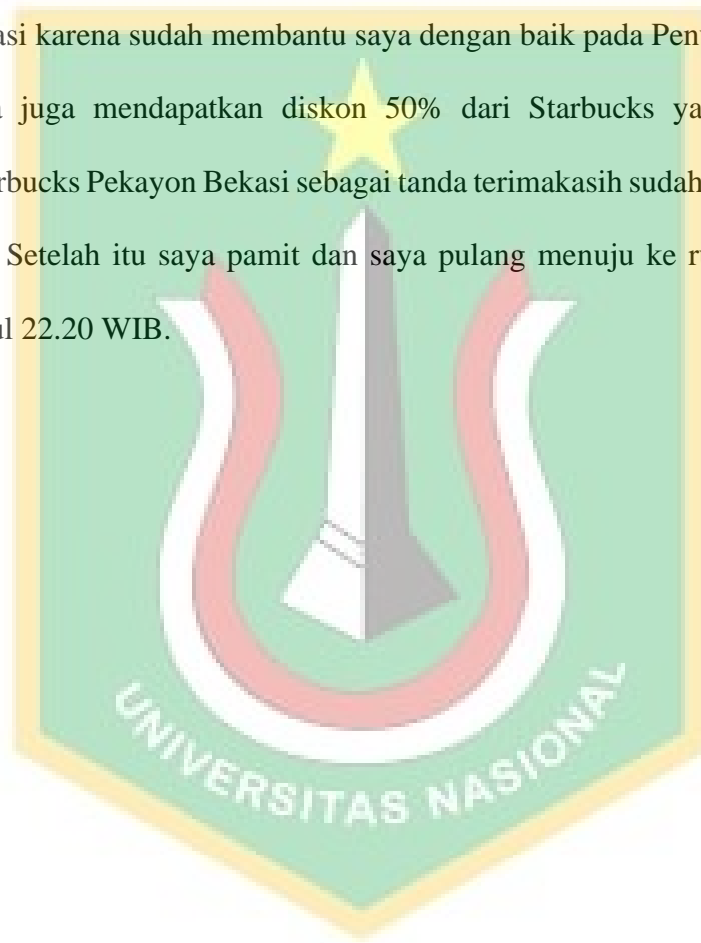 asi karena sudah membantu saya dengan baik pada Pen
juga mendapatkan diskon 50% dari Starbucks ya
rbucks Pekayon Bekasi sebagai tanda terimakasih sudah
Setelah itu saya pamit dan saya pulang menuju ke r
22.20 WIB.
UNIVERSITAS NASIONAL